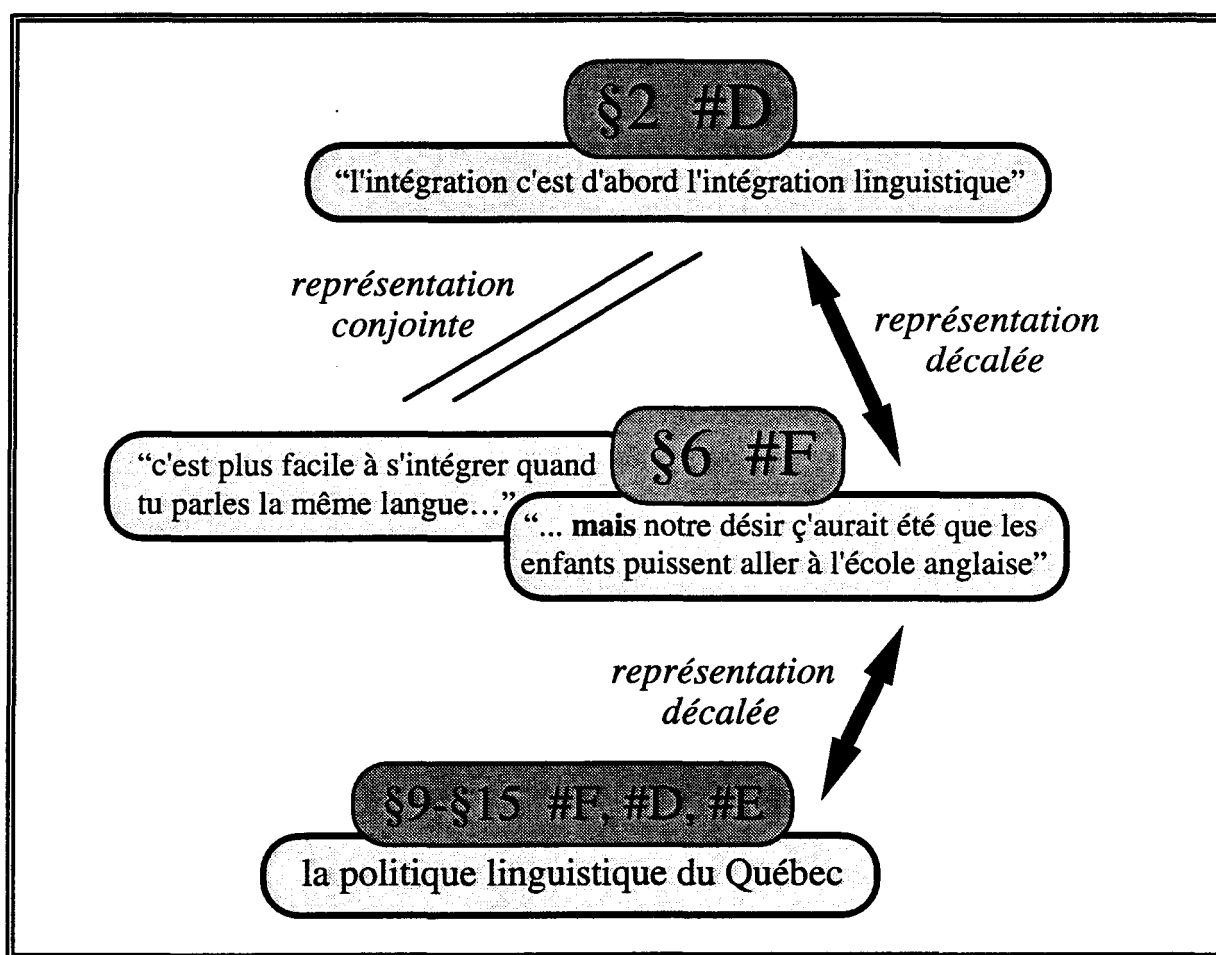 §2 #D
“l'intégration c'est d'abord l'intégration linguistique”
représentation
conjointe
représentation
décalée
§6 #F
“c'est plus facile à s'intégrer quand
tu parles la même langue…”
“... mais notre désir ç'aurait été que les
enfants puissent aller à l'école anglaise”
représentation
décalée
§9-§15 #F, #D, #E
la politique linguistique du Québec